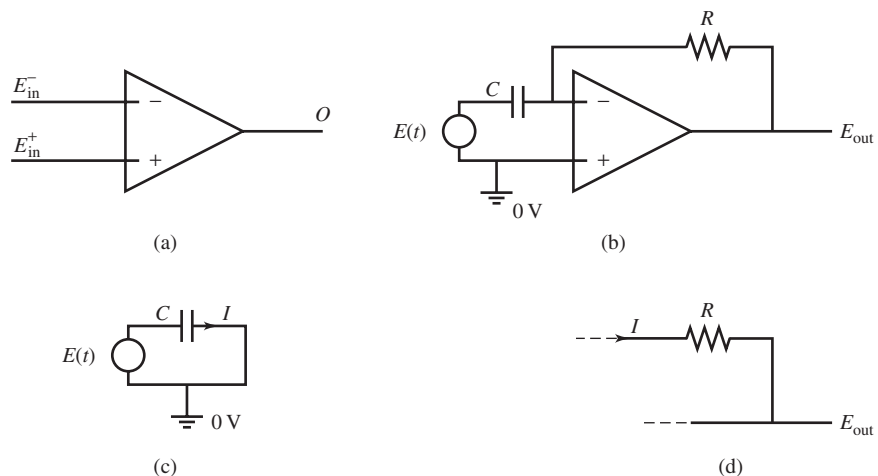 E_in^-
E_in^+
−
+
O
(a)
R
C
E(t)
−
+
E_out
0 V
(b)
C
I
E(t)
0 V
(c)
I
R
E_out
(d)